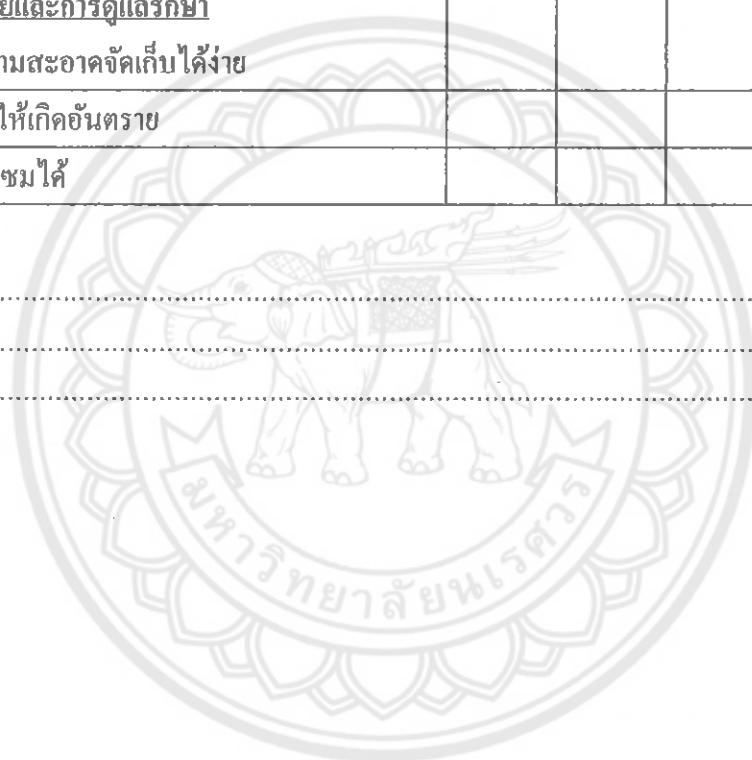 ยและการดูแลรักษา
ามสะอาดจัดเก็บได้ง่าย
ให้เกิดอันตราย
ซมได้
มหาวิทยาลัยนเรศวร